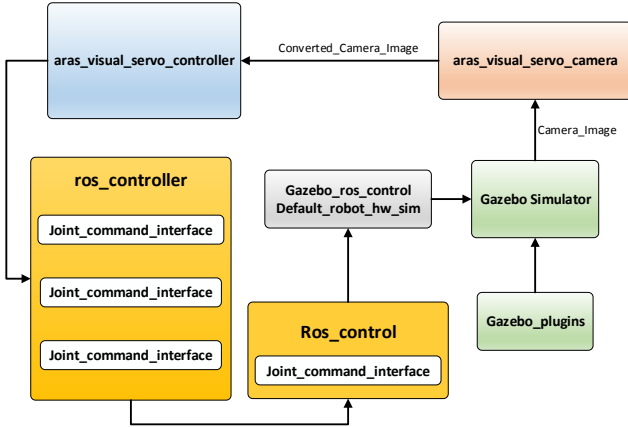 Converted_Camera_Image
aras_visual_servo_controller
aras_visual_servo_camera
Camera_Image
ros_controller
Joint_command_interface
Joint_command_interface
Joint_command_interface
Gazebo_ros_control
Default_robot_hw_sim
Gazebo Simulator
Ros_control
Joint_command_interface
Gazebo_plugins